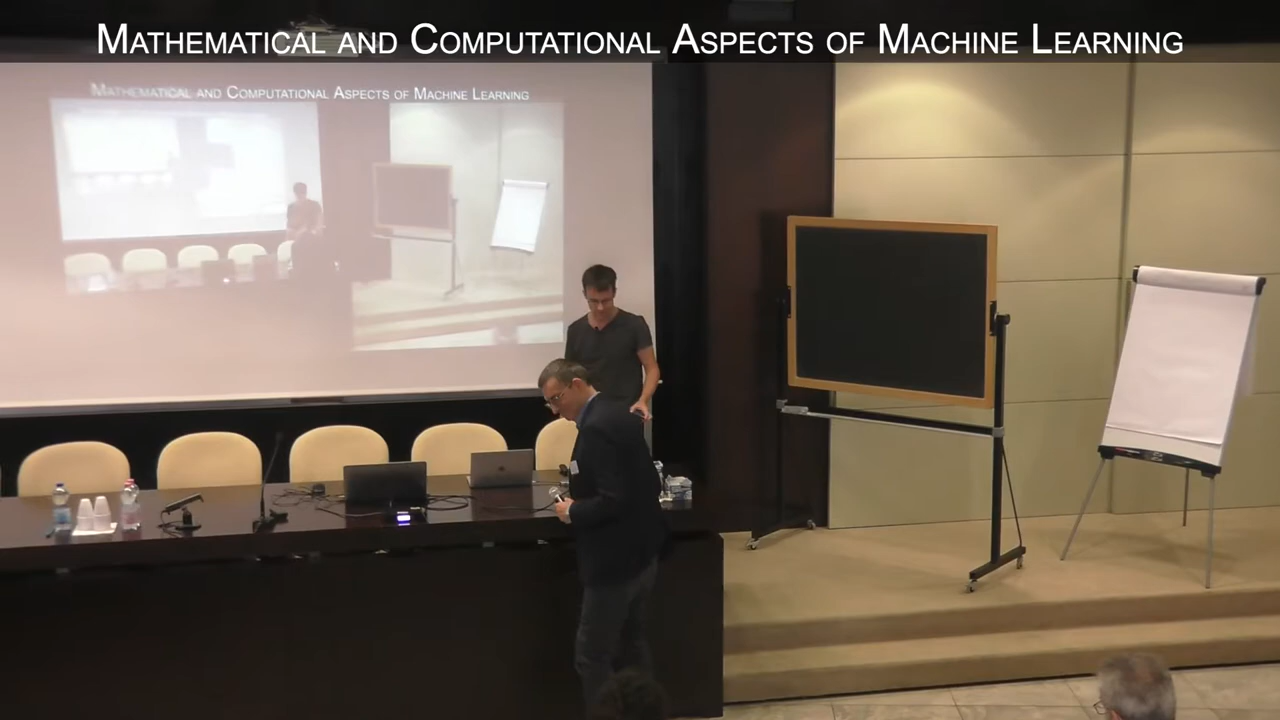 MATHEMATICAL AND COMPUTATIONAL ASPECTS OF MACHINE LEARNING
MATHEMATICAL AND COMPUTATIONAL ASPECTS OF MACHINE LEARNING